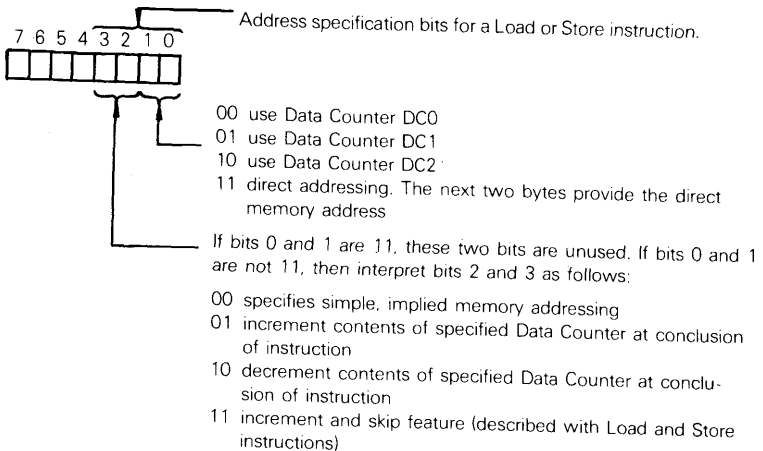 Address specification bits for a Load or Store instruction.
7 6 5 4 3 2 1 0
00 use Data Counter DC0
01 use Data Counter DC1
10 use Data Counter DC2
11 direct addressing. The next two bytes provide the direct
memory address
If bits 0 and 1 are 11, these two bits are unused. If bits 0 and 1
are not 11, then interpret bits 2 and 3 as follows:
00 specifies simple, implied memory addressing
01 increment contents of specified Data Counter at conclusion
of instruction
10 decrement contents of specified Data Counter at conclu-
sion of instruction
11 increment and skip feature (described with Load and Store
instructions)